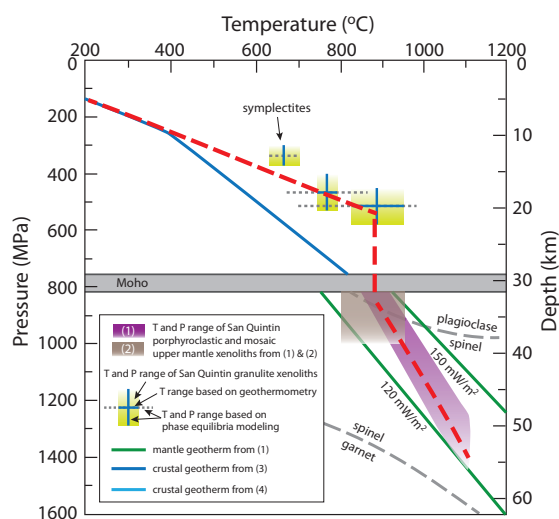 Temperature (ºC)
200 400 600 800 1000 1200
0 0
symplectites
200
10
400
20
600
Pressure (MPa)
Depth (km)
Moho
30
800
plagioclase
spinel
(1) T and P range of San Quintin
porphyroclastic and mosaic
(2) upper mantle xenoliths from (1) & (2)
40
1000
150 mW/m²
T and P range of San Quintin granulite xenoliths
T range based on geothermometry
120 mW/m²
1200
T and P range based on
phase equilibria modeling
spinel
garnet
50
mantle geotherm from (1)
1400
crustal geotherm from (3)
crustal geotherm from (4)
60
1600